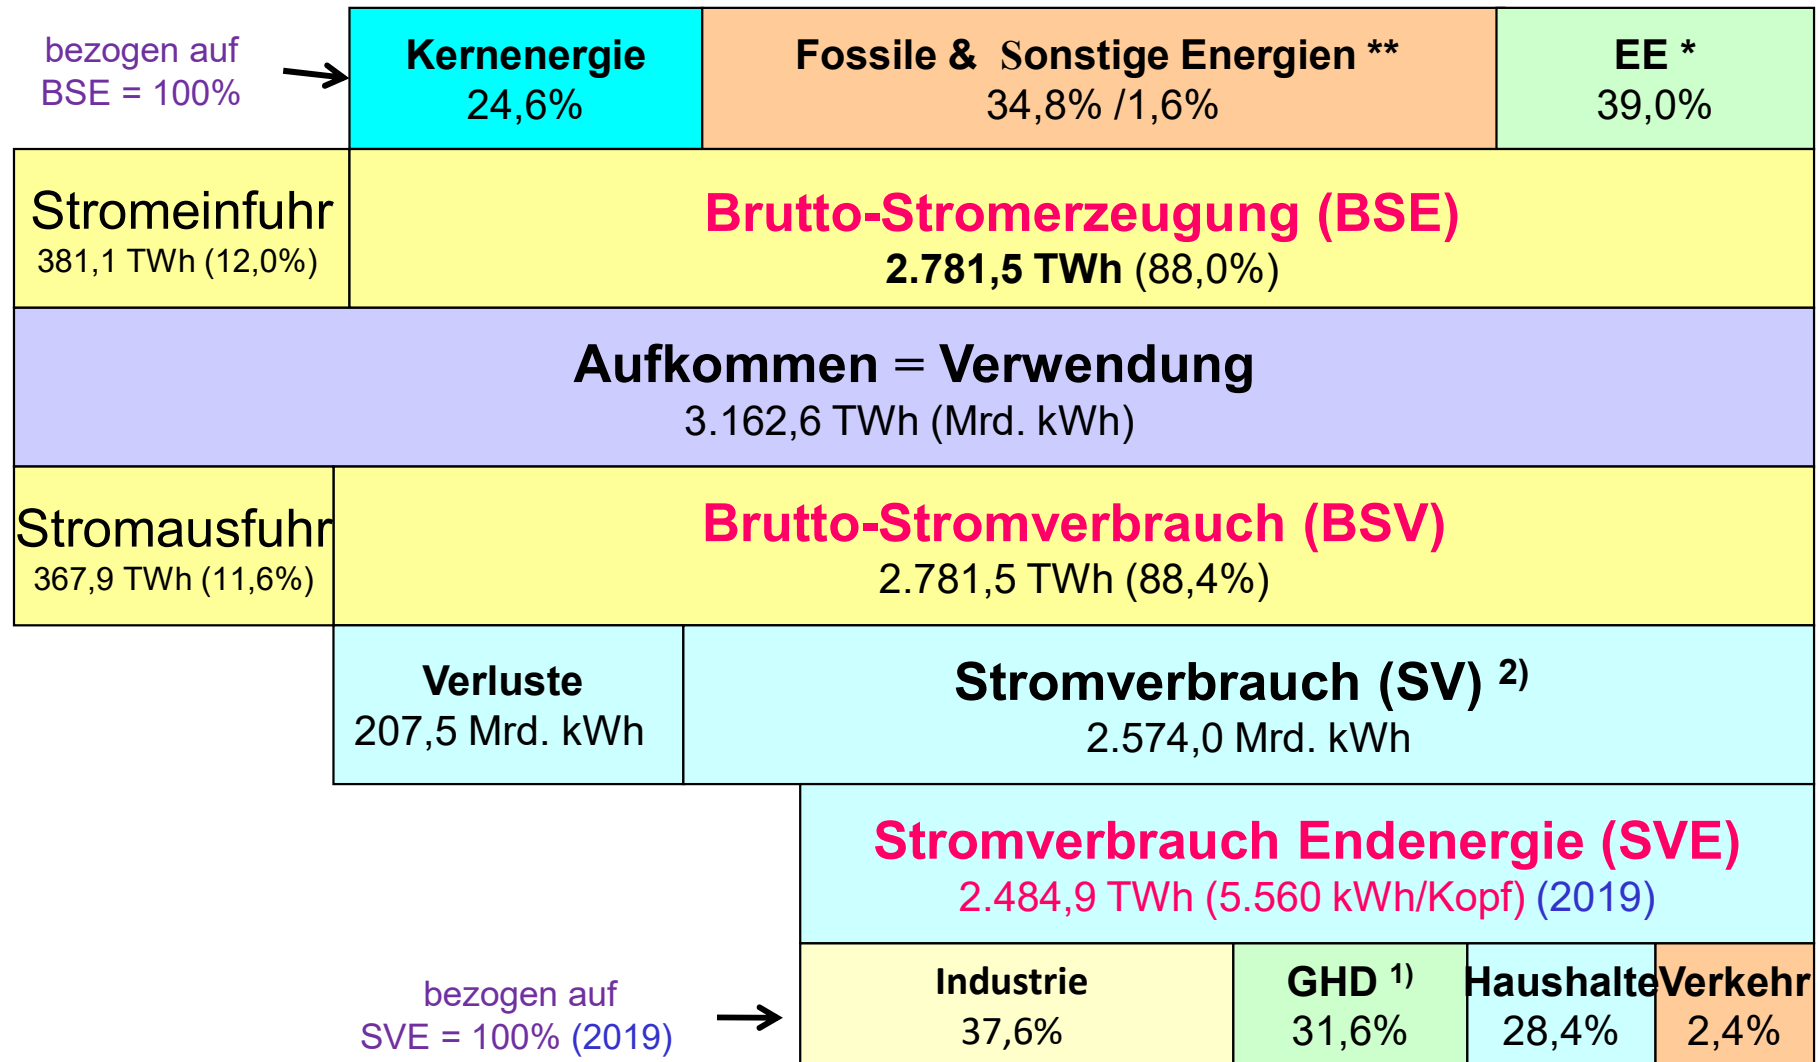 bezogen auf
BSE = 100%
Kernenergie
24,6%
Fossile & Sonstige Energien **
34,8% /1,6%
EE *
39,0%
Stromeinfuhr
381,1 TWh (12,0%)
Brutto-Stromerzeugung (BSE)
2.781,5 TWh (88,0%)
Aufkommen = Verwendung
3.162,6 TWh (Mrd. kWh)
Stromausfuhr
367,9 TWh (11,6%)
Brutto-Stromverbrauch (BSV)
2.781,5 TWh (88,4%)
Verluste
207,5 Mrd. kWh
Stromverbrauch (SV) 2)
2.574,0 Mrd. kWh
Stromverbrauch Endenergie (SVE)
2.484,9 TWh (5.560 kWh/Kopf) (2019)
bezogen auf
SVE = 100% (2019)
Industrie
37,6%
GHD 1)
31,6%
Haushalte
28,4%
Verkehr
2,4%